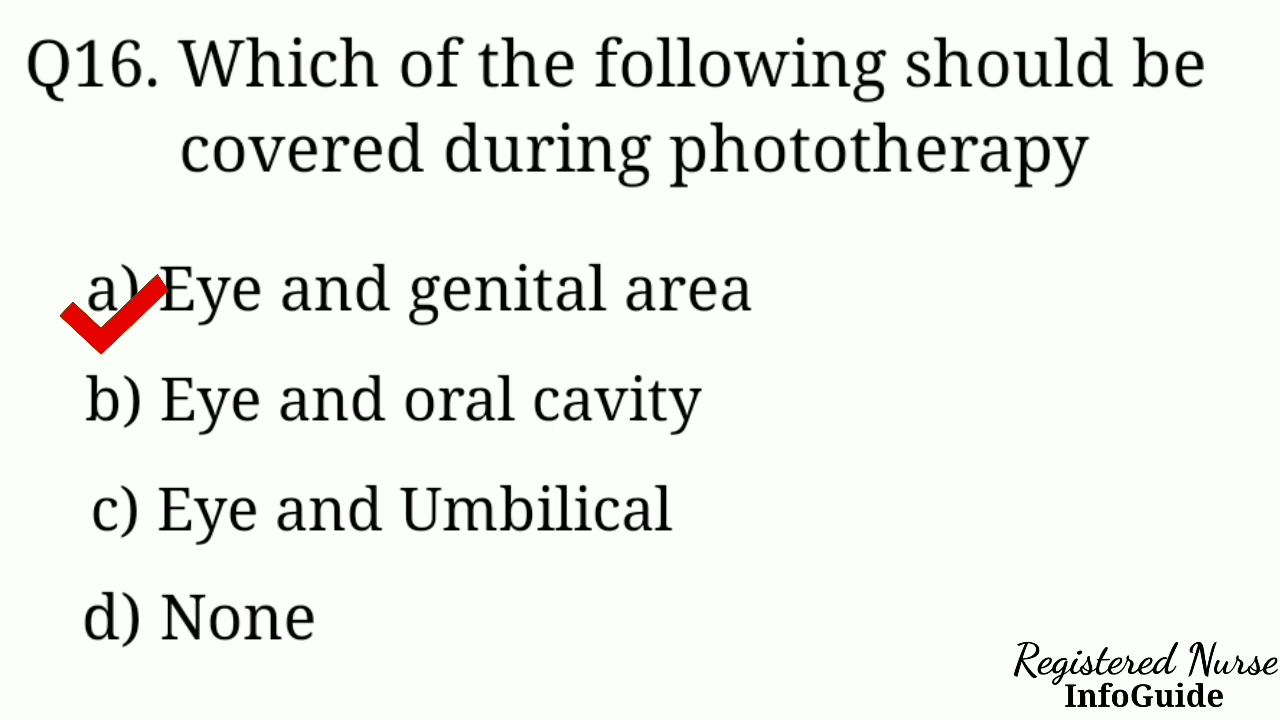 Q16. Which of the following should be
covered during phototherapy
a) Eye and genital area
b) Eye and oral cavity
c) Eye and Umbilical
d) None
Registered Nurse
InfoGuide